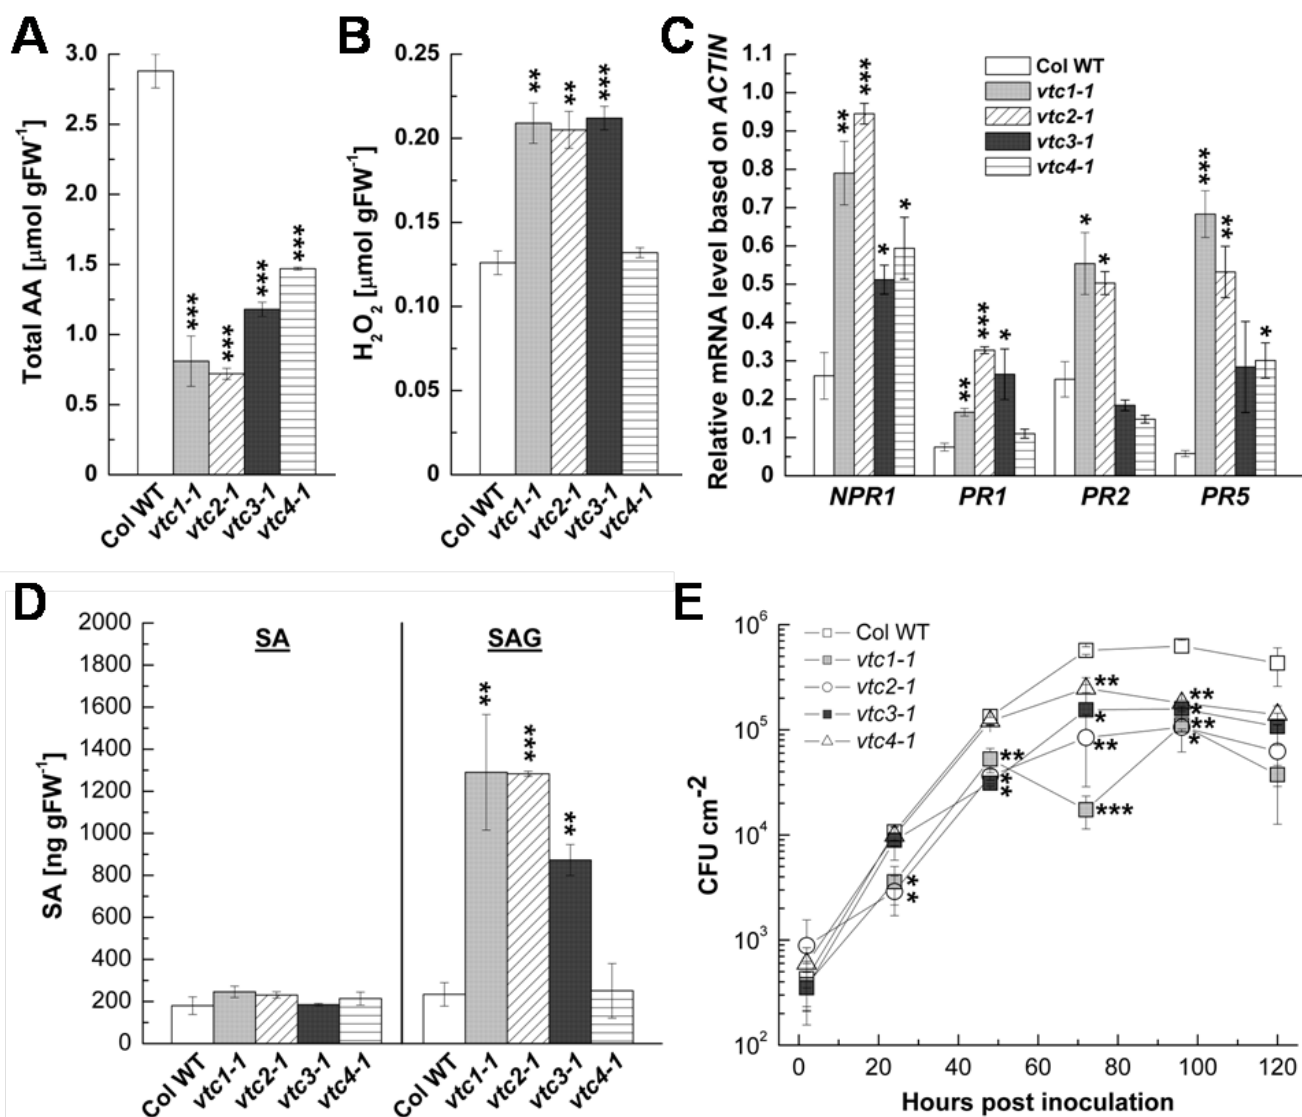 A
Total AA [μmol gFW⁻¹]
3.0
2.5
2.0
1.5
1.0
0.5
0
***
***
***
***
Col WT
vtc1-1
vtc2-1
vtc3-1
vtc4-1
B
H₂O₂ [μmol gFW⁻¹]
0.25
0.20
0.15
0.10
0.05
0
**
**
***
Col WT
vtc1-1
vtc2-1
vtc3-1
vtc4-1
C
Relative mRNA level based on ACTIN
1.1
1.0
0.9
0.8
0.7
0.6
0.5
0.4
0.3
0.2
0.1
0
Col WT
vtc1-1
vtc2-1
vtc3-1
vtc4-1
**
***
*
*
**
***
*
*
*
***
**
*
NPR1
PR1
PR2
PR5
D
SA [ng gFW⁻¹]
2000
1800
1600
1400
1200
1000
800
600
400
200
0
SA
SAG
**
***
**
Col WT
vtc1-1
vtc2-1
vtc3-1
vtc4-1
Col WT
vtc1-1
vtc2-1
vtc3-1
vtc4-1
E
CFU cm⁻²
10⁶
10⁵
10⁴
10³
10²
Col WT
vtc1-1
vtc2-1
vtc3-1
vtc4-1
*
*
**
*
*
**
*
**
***
**
*
**
*
0
20
40
60
80
100
120
Hours post inoculation